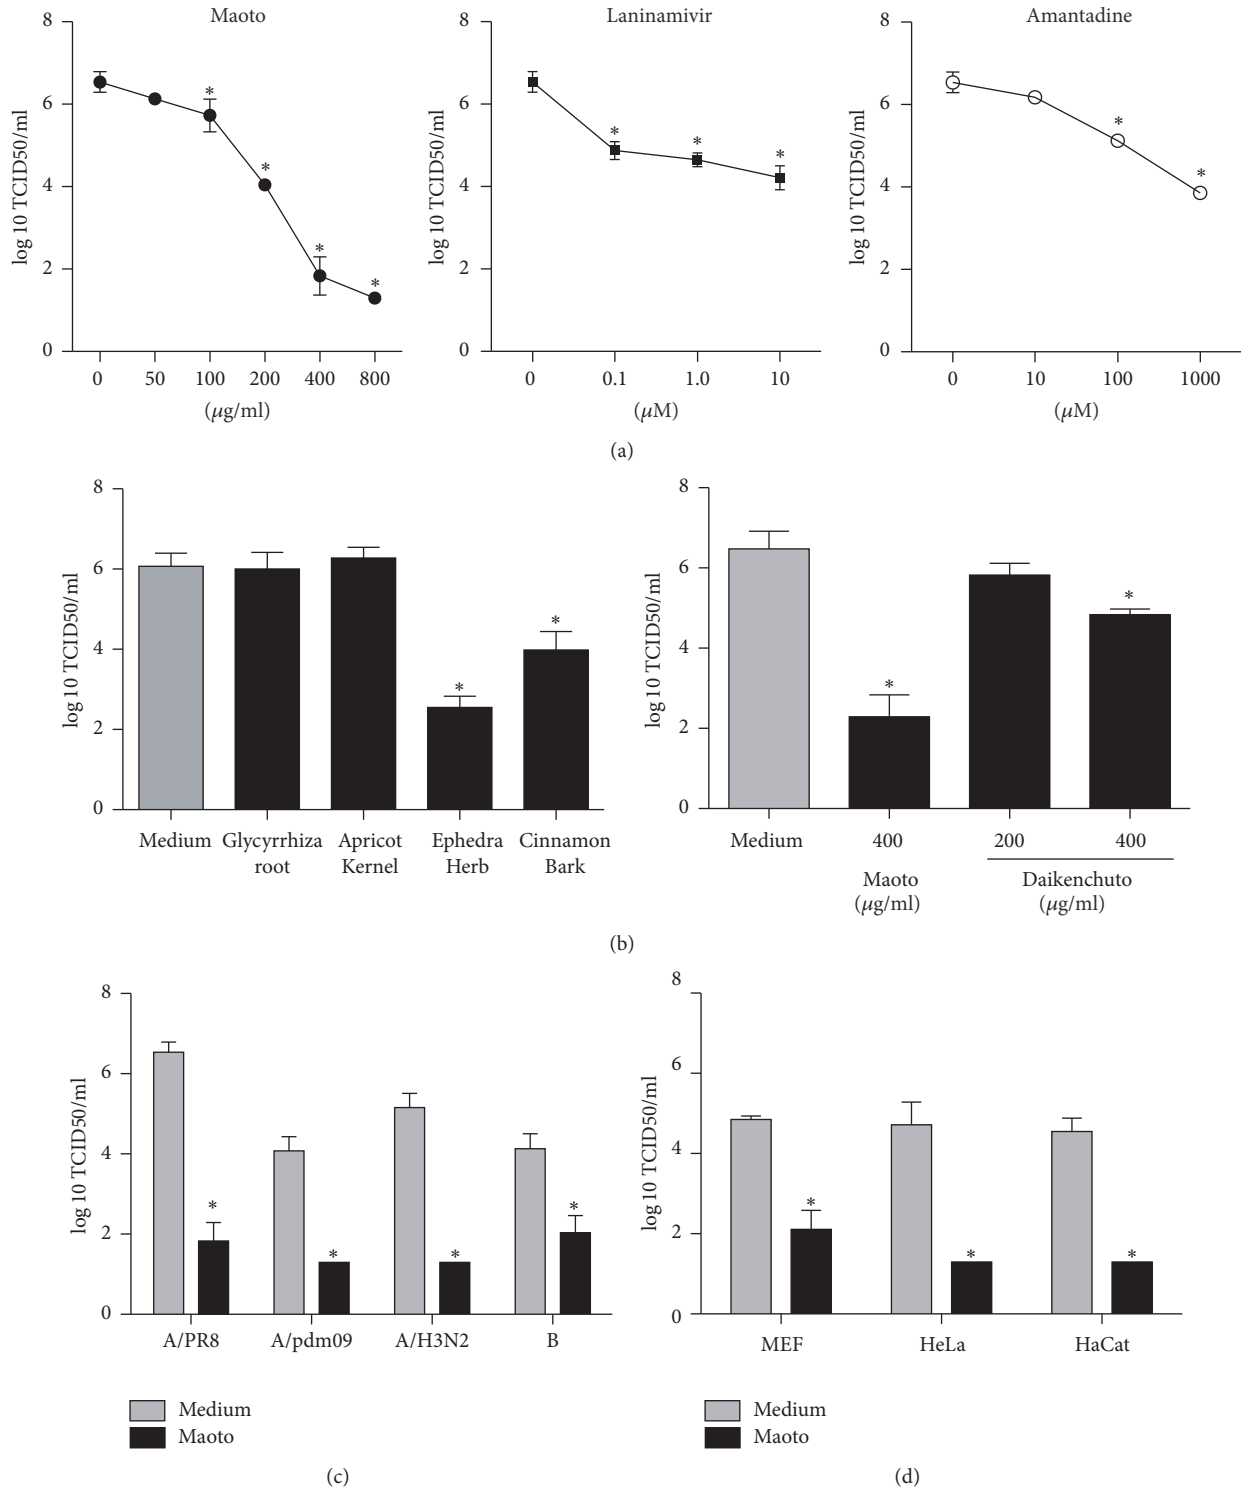 Maoto
8
6
4
2
0
log 10 TCID50/ml
* * * *
0 50 100 200 400 800
(μg/ml)
Laninamivir
8
6
4
2
0
log 10 TCID50/ml
* * *
0 0.1 1.0 10
(μM)
Amantadine
8
6
4
2
0
log 10 TCID50/ml
* *
0 10 100 1000
(μM)
(a)
8
6
4
2
0
log 10 TCID50/ml
* *
Medium Glycyrrhiza Apricot Ephedra Cinnamon
root Kernel Herb Bark
8
6
4
2
0
log 10 TCID50/ml
* *
Medium 400 200 400
Maoto Daikenchuto
(μg/ml) (μg/ml)
(b)
8
6
4
2
0
log 10 TCID50/ml
* * * *
A/PR8 A/pdm09 A/H3N2 B
Medium
Maoto
(c)
8
6
4
2
0
log 10 TCID50/ml
* * *
MEF HeLa HaCat
Medium
Maoto
(d)